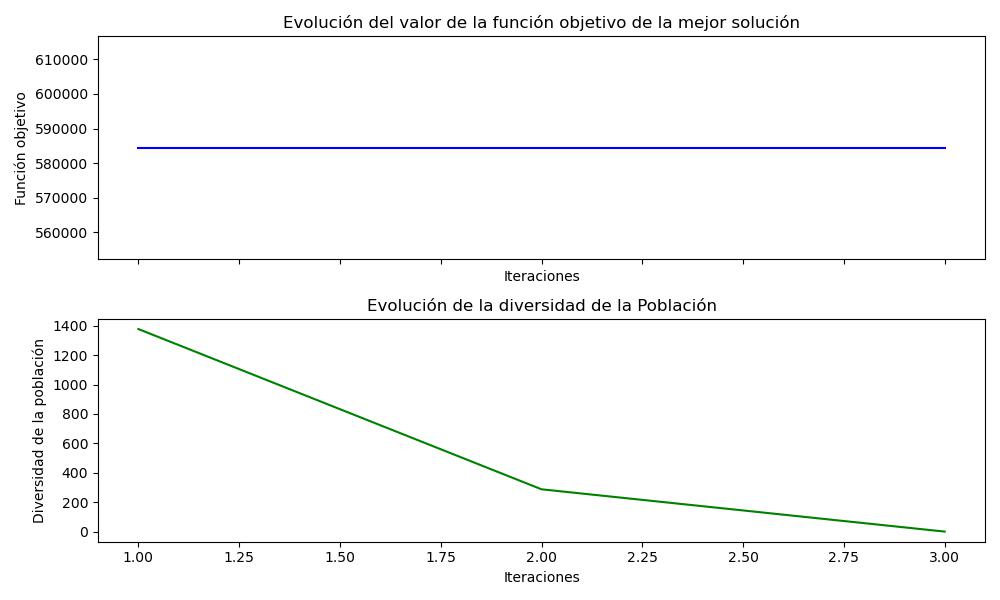 Evolución del valor de la función objetivo de la mejor solución
Función objetivo
610000
600000
590000
580000
570000
560000
Iteraciones
Evolución de la diversidad de la Población
Diversidad de la población
1400
1200
1000
800
600
400
200
0
1.00 1.25 1.50 1.75 2.00 2.25 2.50 2.75 3.00
Iteraciones